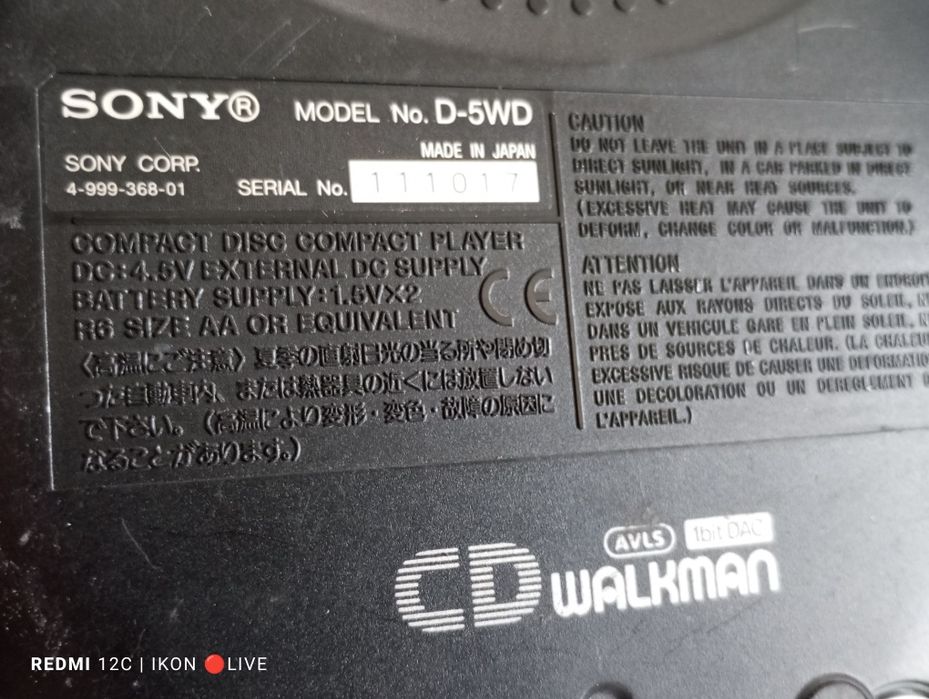 SONY® MODEL No. D-5WD
MADE IN JAPAN
SONY CORP.
4-999-368-01 SERIAL No. 111017
COMPACT DISC COMPACT PLAYER
DC:4.5V EXTERNAL DC SUPPLY
BATTERY SUPPLY:1.5V×2
R6 SIZE AA OR EQUIVALENT
CE
〈高温にご注意〉夏季の直射日光の当る所や閉め切
った自動車内、または熱器具の近くには放置しない
で下さい。(高温により変形・変色・故障の原因に
なることがあります。)
CAUTION
DO NOT LEAVE THE UNIT IN A PLACE SUBJECT TO
DIRECT SUNLIGHT, IN A CAR PARKED IN DIRECT
SUNLIGHT, OR NEAR HEAT SOURCES.
(EXCESSIVE HEAT MAY CAUSE THE UNIT TO
DEFORM, CHANGE COLOR OR MALFUNCTION.)
ATTENTION
NE PAS LAISSER L'APPAREIL DANS UN ENDROIT
EXPOSE AUX RAYONS DIRECTS DU SOLEIL, N
DANS UN VEHICULE GARE EN PLEIN SOLEIL, N
PRES DE SOURCES DE CHALEUR. (LA CHALEU
EXCESSIVE RISQUE DE CAUSER UNE DEFORMATIO
UNE DECOLORATION OU UN DEREGLEMENT D
L'APPAREIL.)
AVLS 1bit DAC
CD WALKMAN
REDMI 12C | IKON 🔴LIVE